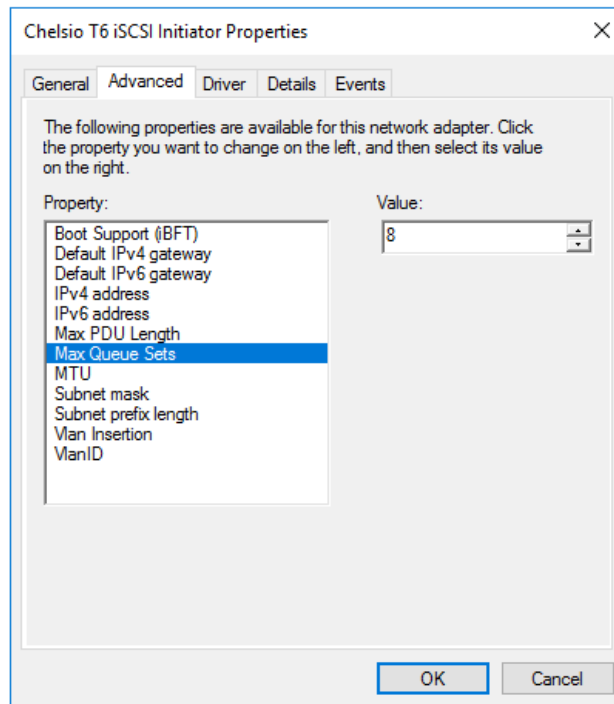 Chelsio T6 iSCSI Initiator Properties
General Advanced Driver Details Events
The following properties are available for this network adapter. Click
the property you want to change on the left, and then select its value
on the right.
Property:
Value:
Boot Support (iBFT)
Default IPv4 gateway
Default IPv6 gateway
IPv4 address
IPv6 address
Max PDU Length
Max Queue Sets
MTU
Subnet mask
Subnet prefix length
Vlan Insertion
VlanID
8
OK Cancel